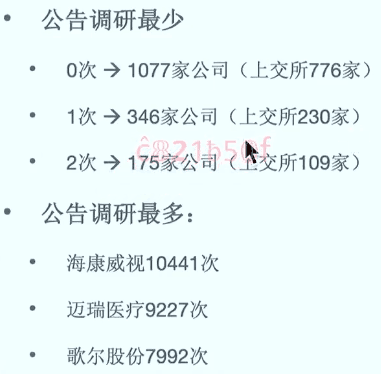 • 公告调研最少
• 0次 → 1077家公司（上交所776家）
• 1次 → 346家公司（上交所230家）
• 2次 → 175家公司（上交所109家）
• 公告调研最多：
• 海康威视10441次
• 迈瑞医疗9227次
• 歌尔股份7992次